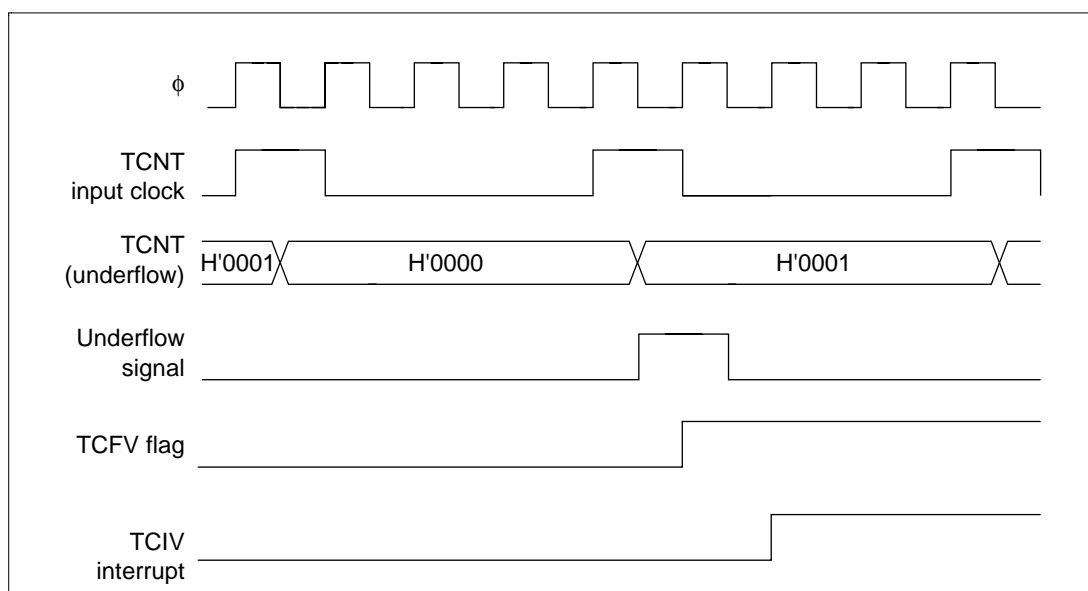 ϕ
TCNT
input clock
TCNT
(underflow)
H'0001
H'0000
H'0001
Underflow
signal
TCFV flag
TCIV
interrupt